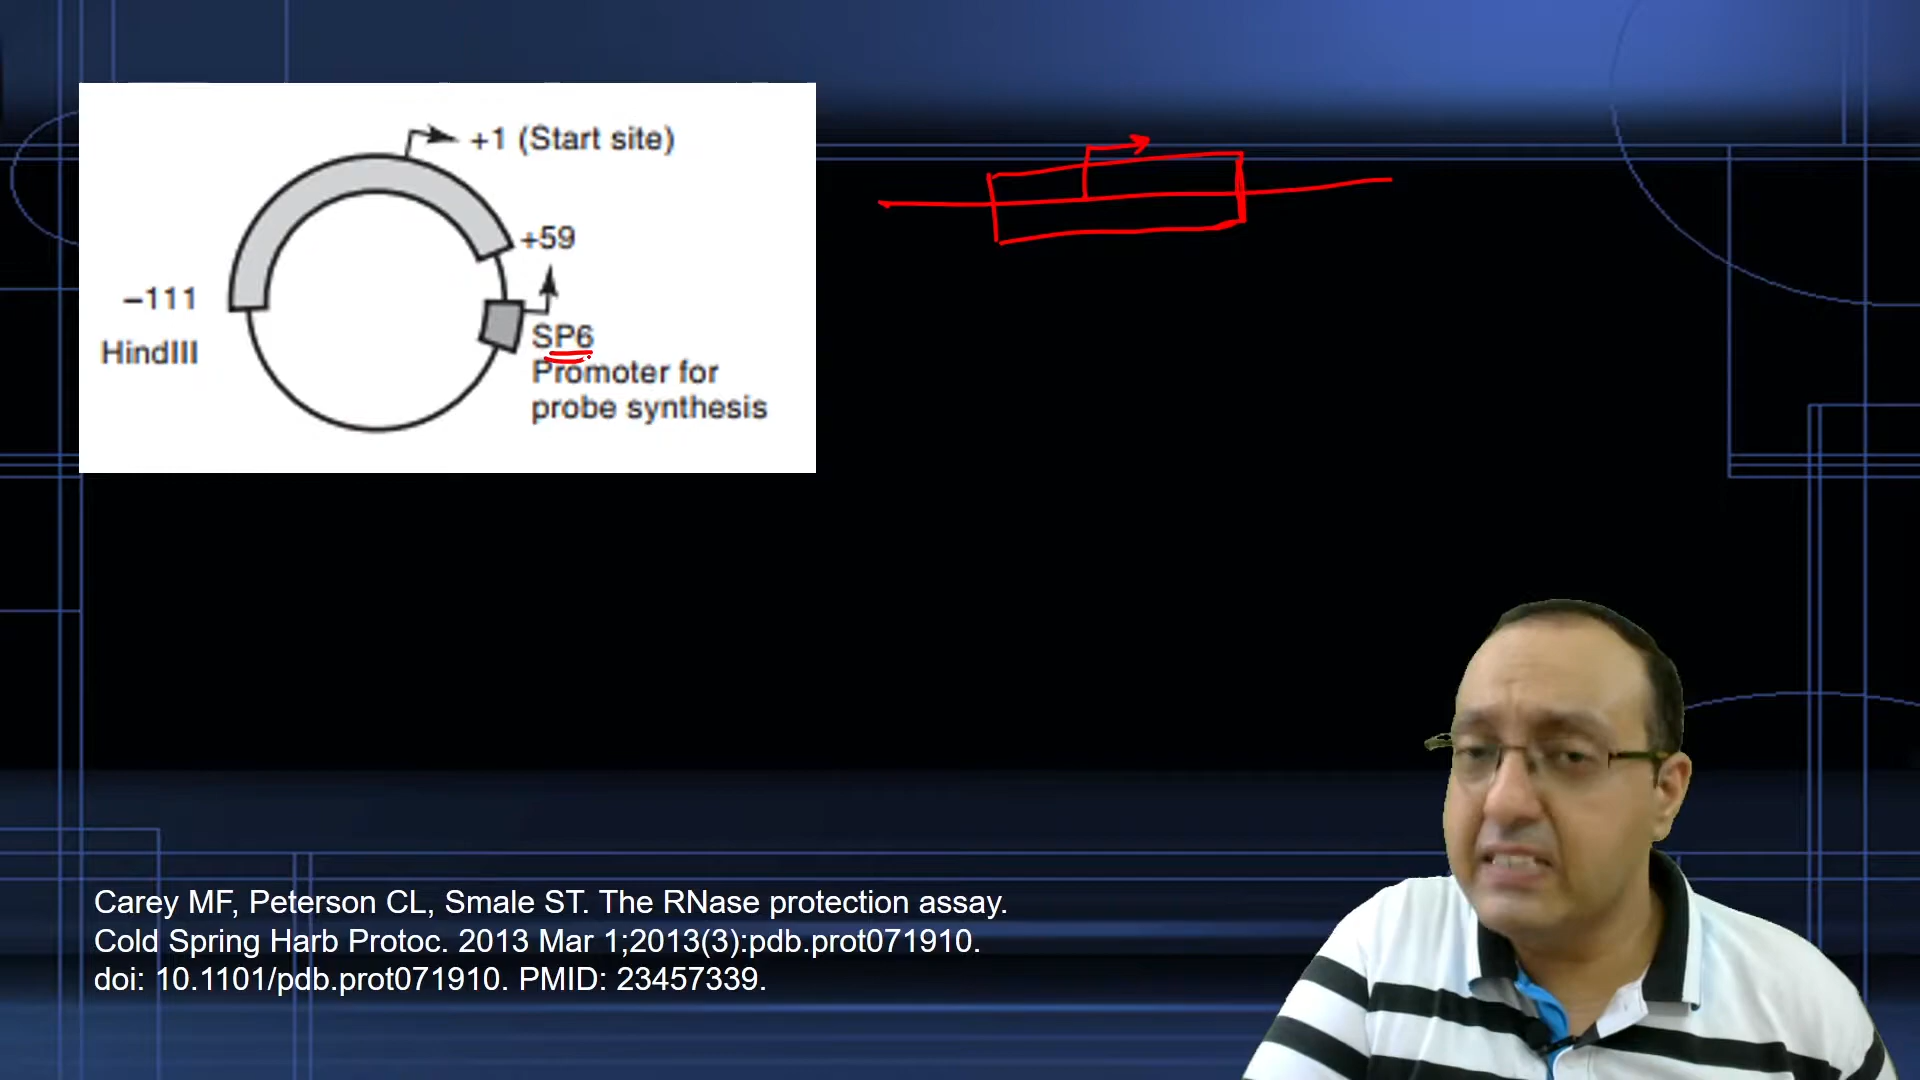 +1 (Start site)
+59
–111
HindIII
SP6
Promoter for
probe synthesis
Carey MF, Peterson CL, Smale ST. The RNase protection assay.
Cold Spring Harb Protoc. 2013 Mar 1;2013(3):pdb.prot071910.
doi: 10.1101/pdb.prot071910. PMID: 23457339.